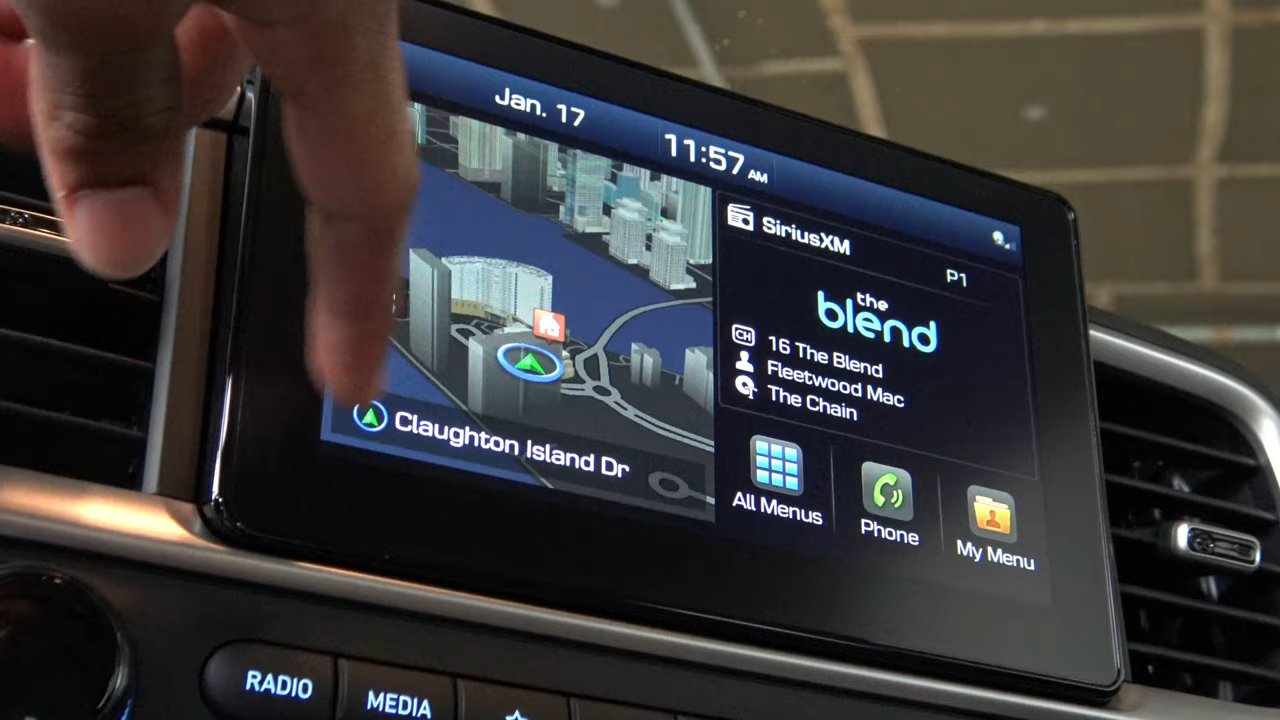 Jan. 17
11:57 AM
SiriusXM
P1
the
blend
CH 16 The Blend
Fleetwood Mac
The Chain
Claughton Island Dr
All Menus
Phone
My Menu
RADIO
MEDIA